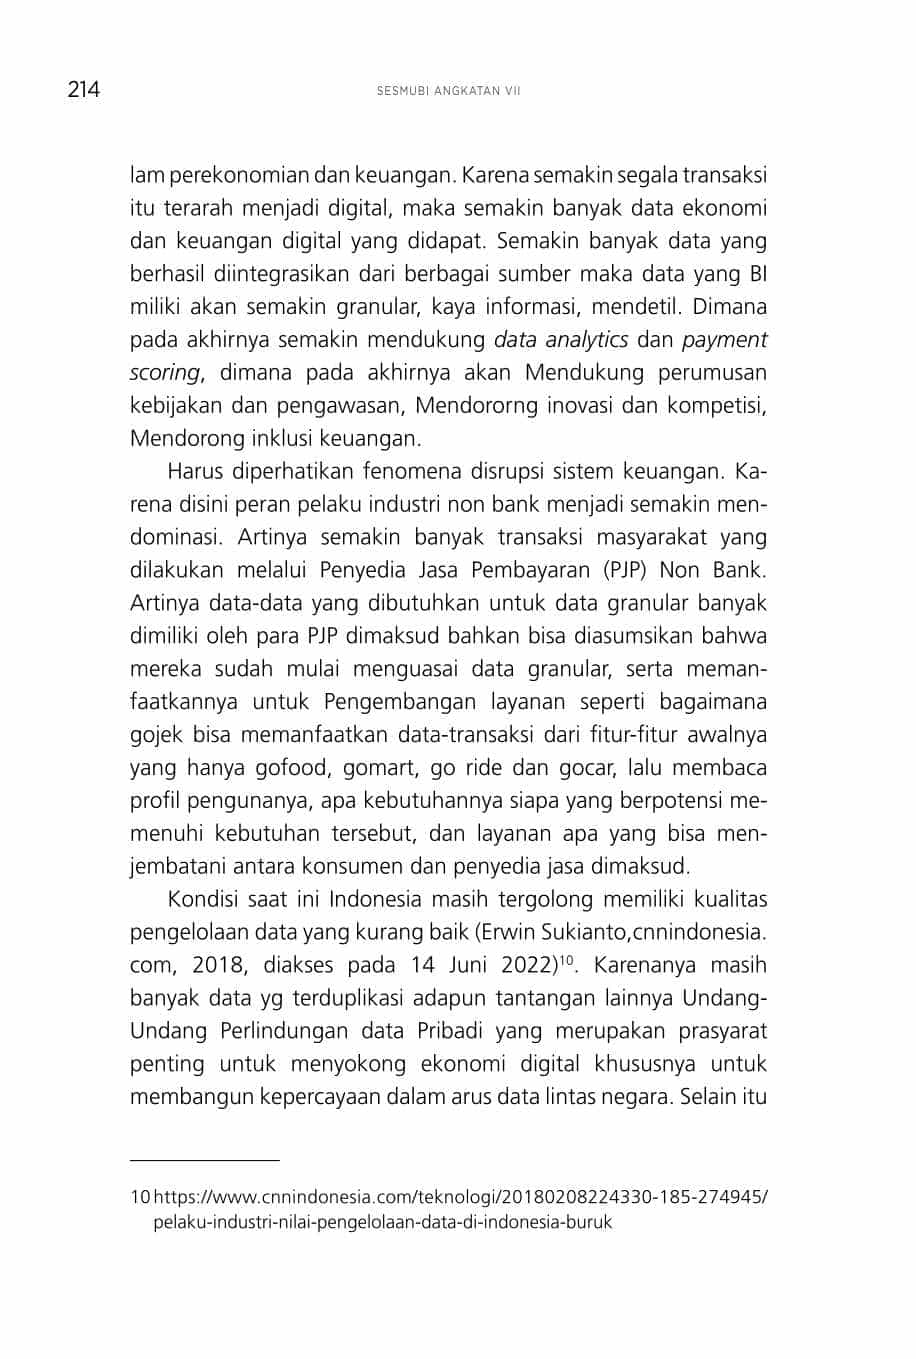 214
SESMUBI ANGKATAN VII
lam perekonomian dan keuangan. Karena semakin segala transaksi
itu terarah menjadi digital, maka semakin banyak data ekonomi
dan keuangan digital yang didapat. Semakin banyak data yang
berhasil diintegrasikan dari berbagai sumber maka data yang BI
miliki akan semakin granular, kaya informasi, mendetil. Dimana
pada akhirnya semakin mendukung data analytics dan payment
scoring, dimana pada akhirnya akan Mendukung perumusan
kebijakan dan pengawasan, Mendororng inovasi dan kompetisi,
Mendorong inklusi keuangan.
Harus diperhatikan fenomena disrupsi sistem keuangan. Ka-
rena disini peran pelaku industri non bank menjadi semakin men-
dominasi. Artinya semakin banyak transaksi masyarakat yang
dilakukan melalui Penyedia Jasa Pembayaran (PJP) Non Bank.
Artinya data-data yang dibutuhkan untuk data granular banyak
dimiliki oleh para PJP dimaksud bahkan bisa diasumsikan bahwa
mereka sudah mulai menguasai data granular, serta meman-
faatkannya untuk Pengembangan layanan seperti bagaimana
gojek bisa memanfaatkan data-transaksi dari fitur-fitur awalnya
yang hanya gofood, gomart, go ride dan gocar, lalu membaca
profil pengunanya, apa kebutuhannya siapa yang berpotensi me-
menuhi kebutuhan tersebut, dan layanan apa yang bisa men-
jembatani antara konsumen dan penyedia jasa dimaksud.
Kondisi saat ini Indonesia masih tergolong memiliki kualitas
pengelolaan data yang kurang baik (Erwin Sukianto,cnnindonesia.
com, 2018, diakses pada 14 Juni 2022)¹⁰. Karenanya masih
banyak data yg terduplikasi adapun tantangan lainnya Undang-
Undang Perlindungan data Pribadi yang merupakan prasyarat
penting untuk menyokong ekonomi digital khususnya untuk
membangun kepercayaan dalam arus data lintas negara. Selain itu
10 https://www.cnnindonesia.com/teknologi/20180208224330-185-274945/
pelaku-industri-nilai-pengelolaan-data-di-indonesia-buruk